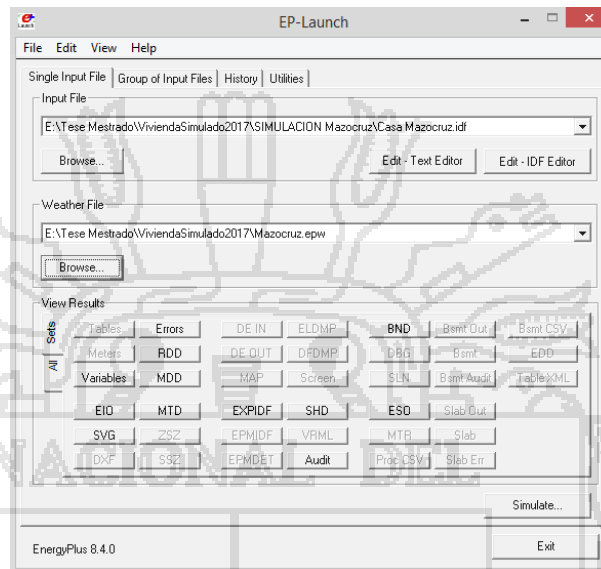 EP-Launch
File Edit View Help
Single Input File Group of Input Files History Utilities
Input File
E:\Tese Mestrado\ViviendaSimulado2017\SIMULACION Mazocruz\Casa Mazocruz.idf
Browse... Edit - Text Editor Edit - IDF Editor
Weather File
E:\Tese Mestrado\ViviendaSimulado2017\Mazocruz.epw
Browse...
View Results
Sets
All
Tables Errors DE IN ELDMP BND Bsmt Out Bsmt CSV
Meters RDD DE OUT DFDMP DBG Bsmt EDD
Variables MDD MAP Screen SLN Bsmt Audit Table XML
EIO MTD EXPIDF SHD ESO Slab Out
SVG ZSZ EPMIDF VRML MTR Slab
DXF SSZ EPMDET Audit Proc CSV Slab Err
NACIONAL DEL
Simulate...
EnergyPlus 8.4.0 Exit